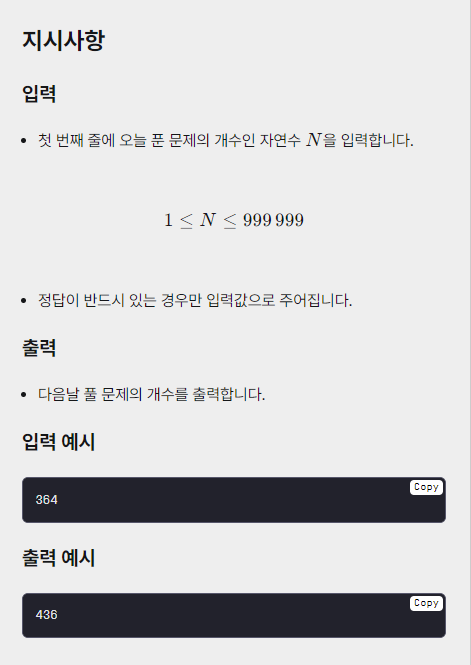 지시사항
입력
• 첫 번째 줄에 오늘 푼 문제의 개수인 자연수 N을 입력합니다.
1 ≤ N ≤ 999 999
• 정답이 반드시 있는 경우만 입력값으로 주어집니다.
출력
• 다음날 풀 문제의 개수를 출력합니다.
입력 예시
Copy
364
출력 예시
Copy
436